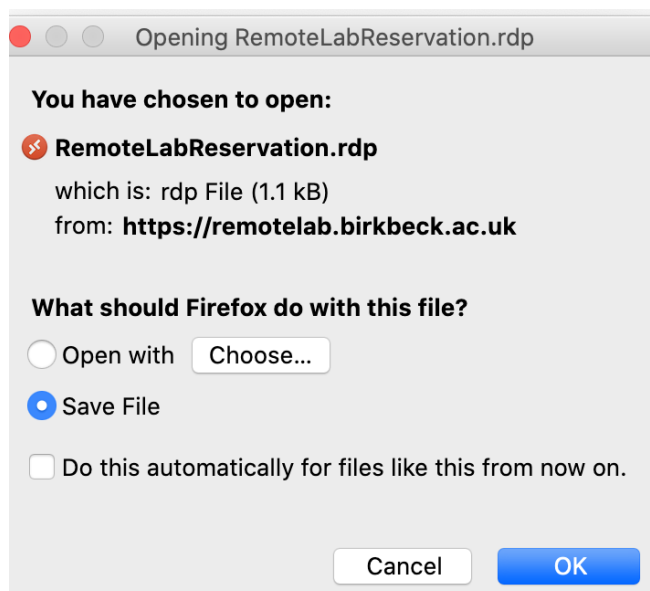 Opening RemoteLabReservation.rdp
You have chosen to open:
RemoteLabReservation.rdp
which is: rdp File (1.1 kB)
from: https://remotelab.birkbeck.ac.uk
What should Firefox do with this file?
Open with Choose...
Save File
Do this automatically for files like this from now on.
Cancel OK